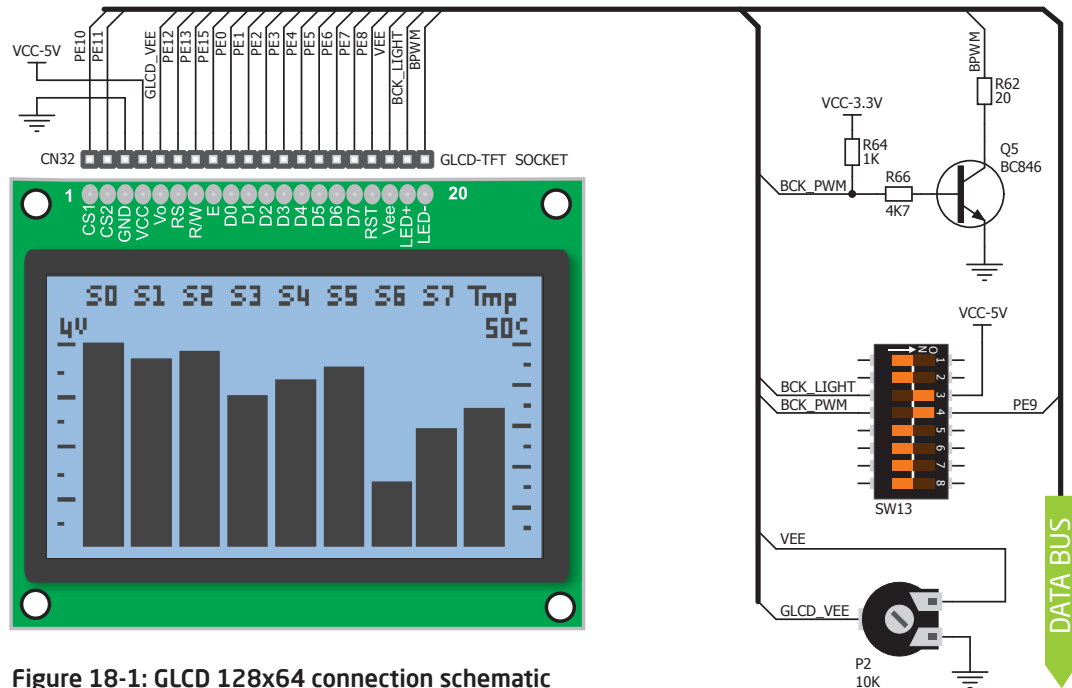 PE10
PE11
GLCD_VEE
PE12
PE13
PE15
PE0
PE1
PE2
PE3
PE4
PE5
PE6
PE7
PE8
VEE
BCK_LIGHT
BPWM
VCC-5V
CN32
GLCD-TFT SOCKET
1
20
CS1
CS2
GND
VCC
Vo
RS
R/W
E
D0
D1
D2
D3
D4
D5
D6
D7
RST
Vee
LED+
LED-
S0 S1 S2 S3 S4 S5 S6 S7 Tmp
4V
50C
BPWM
R62
20
VCC-3.3V
R64
1K
Q5
BC846
BCK_PWM
R66
4K7
VCC-5V
ON
1
2
3
4
5
6
7
8
BCK_LIGHT
BCK_PWM
PE9
SW13
VEE
GLCD_VEE
P2
10K
DATA BUS
Figure 18-1: GLCD 128x64 connection schematic